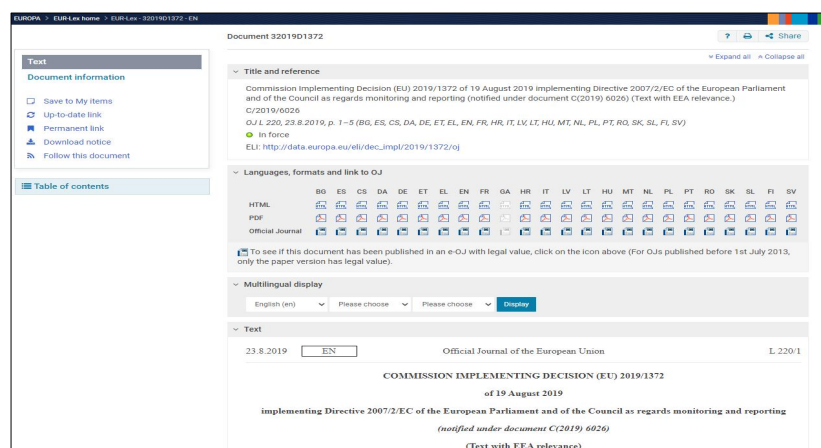 EUROPA > EUR-Lex home > EUR-Lex - 32019D1372 - EN
Document 32019D1372
? Share
Expand all Collapse all
Text
Document information
Save to My items
Up-to-date link
Permanent link
Download notice
Follow this document
Table of contents
Title and reference
Commission Implementing Decision (EU) 2019/1372 of 19 August 2019 implementing Directive 2007/2/EC of the European Parliament
and of the Council as regards monitoring and reporting (notified under document C(2019) 6026) (Text with EEA relevance.)
C/2019/6026
OJ L 220, 23.8.2019, p. 1–5 (BG, ES, CS, DA, DE, ET, EL, EN, FR, HR, IT, LV, LT, HU, MT, NL, PL, PT, RO, SK, SL, FI, SV)
In force
ELI: http://data.europa.eu/eli/dec_impl/2019/1372/oj
Languages, formats and link to OJ
BG ES CS DA DE ET EL EN FR GA HR IT LV LT HU MT NL PL PT RO SK SL FI SV
HTML
PDF
Official Journal
To see if this document has been published in an e-OJ with legal value, click on the icon above (For OJs published before 1st July 2013,
only the paper version has legal value).
Multilingual display
English (en) Please choose Please choose Display
Text
23.8.2019 EN Official Journal of the European Union L 220/1
COMMISSION IMPLEMENTING DECISION (EU) 2019/1372
of 19 August 2019
implementing Directive 2007/2/EC of the European Parliament and of the Council as regards monitoring and reporting
(notified under document C(2019) 6026)
(Text with EEA relevance)